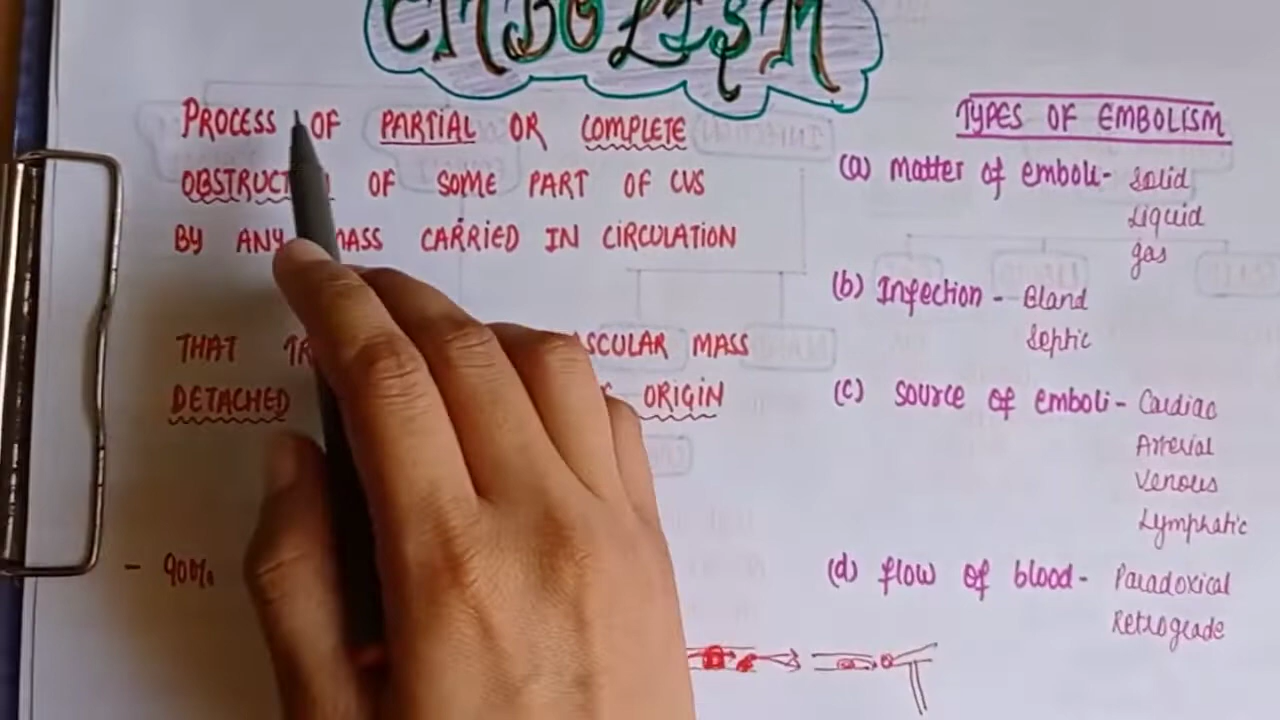 EMBOLISM
PROCESS OF PARTIAL OR COMPLETE
OF SOME PART OF CVS
BY ANY MASS CARRIED IN CIRCULATION
THAT MASS
DETACHED ORIGIN
- 90%
TYPES OF EMBOLISM
(a) Matter of emboli- Solid
Liquid
gas
(b) Infection - Bland
Septic
(c) source of emboli - Cardiac
Arterial
Venous
Lymphatic
(d) flow of blood - Paradoxical
Retrograde